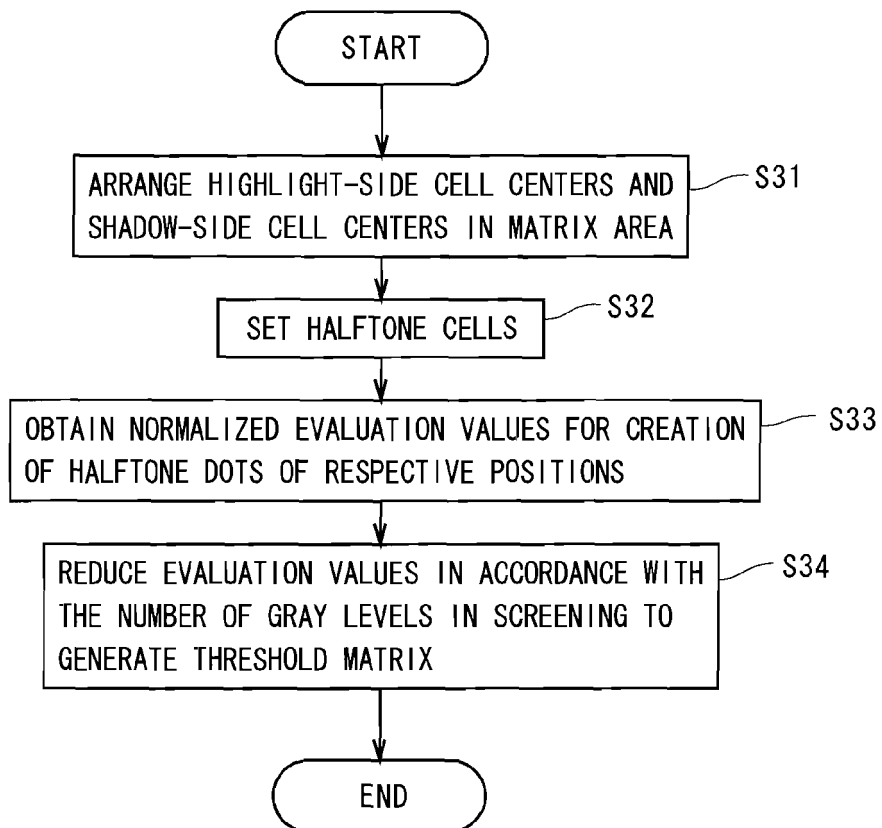 START
ARRANGE HIGHLIGHT-SIDE CELL CENTERS AND
SHADOW-SIDE CELL CENTERS IN MATRIX AREA
S31
SET HALFTONE CELLS
S32
OBTAIN NORMALIZED EVALUATION VALUES FOR CREATION
OF HALFTONE DOTS OF RESPECTIVE POSITIONS
S33
REDUCE EVALUATION VALUES IN ACCORDANCE WITH
THE NUMBER OF GRAY LEVELS IN SCREENING TO
GENERATE THRESHOLD MATRIX
S34
END